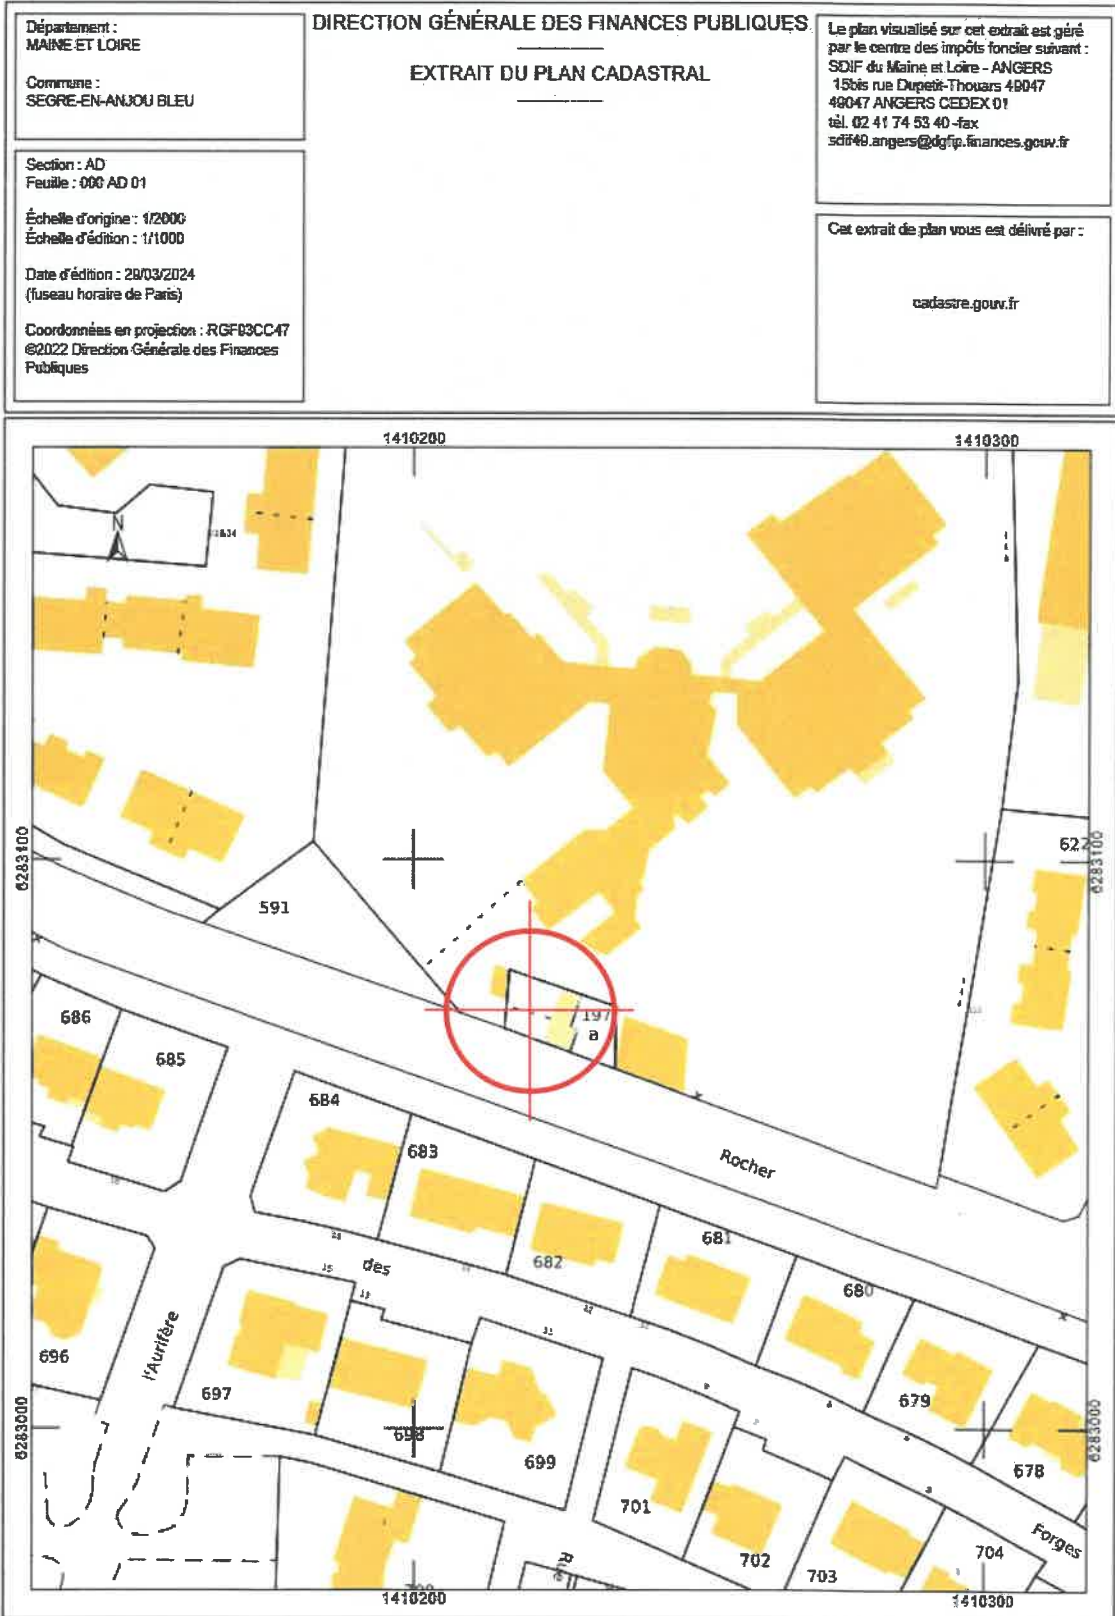 Département :
MAINE ET LOIRE
Commune :
SEGRE-EN-ANJOU BLEU
DIRECTION GÉNÉRALE DES FINANCES PUBLIQUES
EXTRAIT DU PLAN CADASTRAL
Le plan visualisé sur cet extrait est géré
par le centre des impôts foncier suivant :
SDIF du Maine et Loire - ANGERS
15bis rue Dupetit-Thouars 49047
49047 ANGERS CEDEX 01
tél. 02 41 74 53 40 -fax
sdif49.angers@dgfip.finances.gouv.fr
Section : AD
Feuille : 000 AD 01
Échelle d'origine : 1/2000
Échelle d'édition : 1/1000
Date d'édition : 29/03/2024
(fuseau horaire de Paris)
Coordonnées en projection : RGF93CC47
©2022 Direction Générale des Finances
Publiques
Cet extrait de plan vous est délivré par :
cadastre.gouv.fr
1410200
1410300
N
6283100
6283100
622
591
197
a
686
685
684
683
Rocher
682
681
680
des
l'Aurifère
696
697
698
699
679
678
6283000
6283000
701
702
703
704
Forges
Rue
1410200
1410300